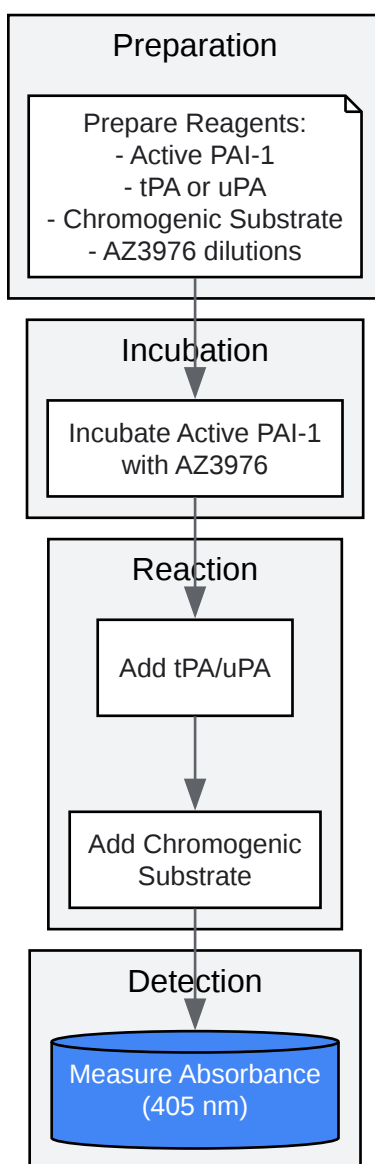 Preparation
Prepare Reagents:
- Active PAI-1
- tPA or uPA
- Chromogenic Substrate
- AZ3976 dilutions
Incubation
Incubate Active PAI-1
with AZ3976
Reaction
Add tPA/uPA
Add Chromogenic
Substrate
Detection
Measure Absorbance
(405 nm)